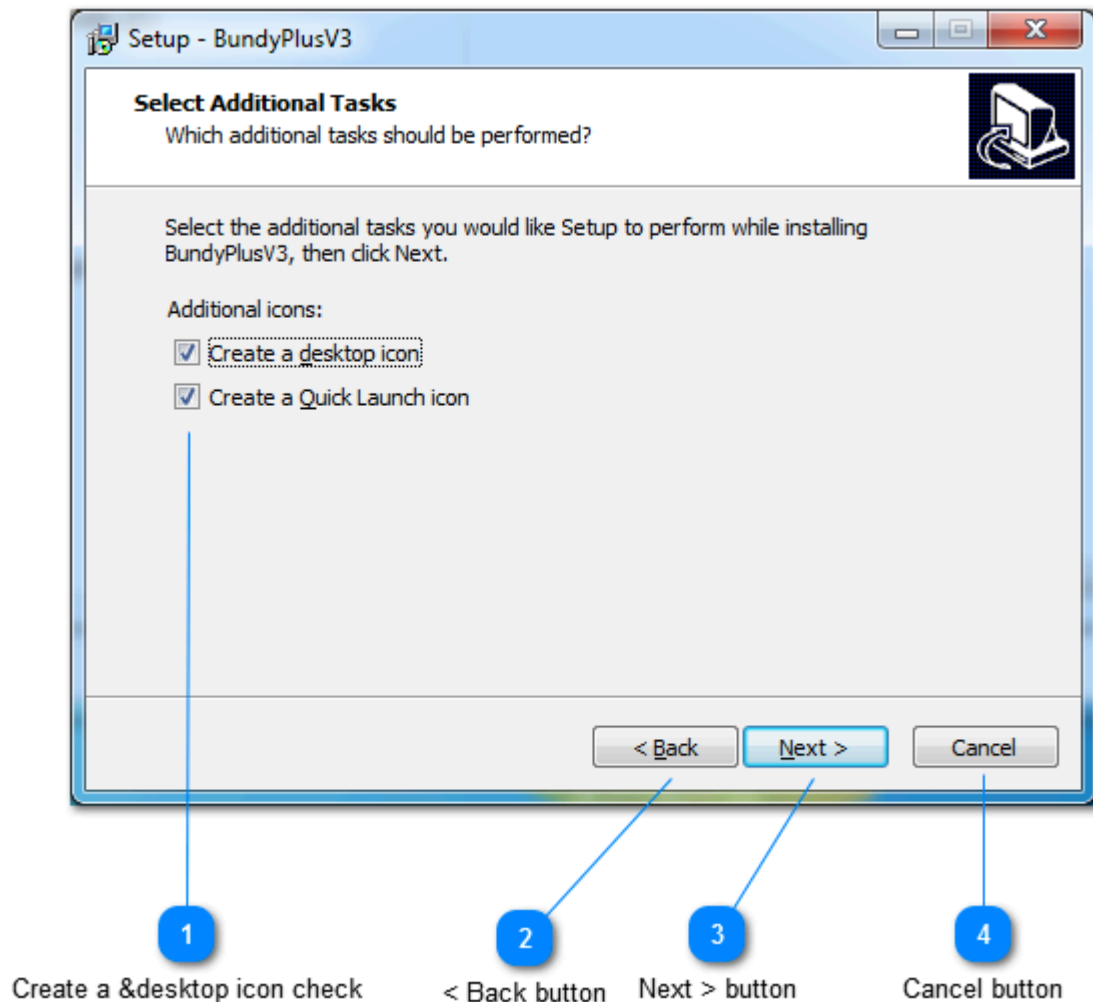 Setup - BundyPlusV3
Select Additional Tasks
Which additional tasks should be performed?
Select the additional tasks you would like Setup to perform while installing
BundyPlusV3, then click Next.
Additional icons:
Create a desktop icon
Create a Quick Launch icon
< Back
Next >
Cancel
1
2
3
4
Create a &desktop icon check
< Back button
Next > button
Cancel button